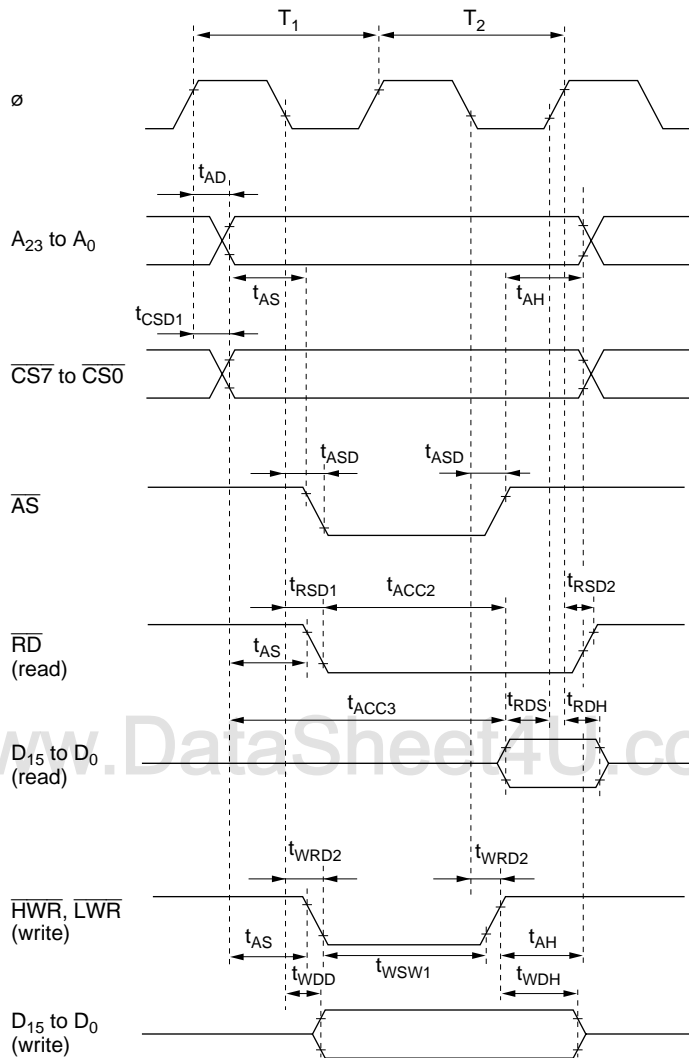 T1 T2
ø
tAD
A23 to A0
tAS tAH
tCSD1
CS7 to CS0
tASD tASD
AS
tRSD1 tACC2 tRSD2
RD
(read)
tAS
tACC3 tRDS tRDH
www.DataSheet4U.co
D15 to D0
(read)
tWRD2 tWRD2
HWR, LWR
(write)
tAS tWSW1 tAH
tWDD tWDH
D15 to D0
(write)